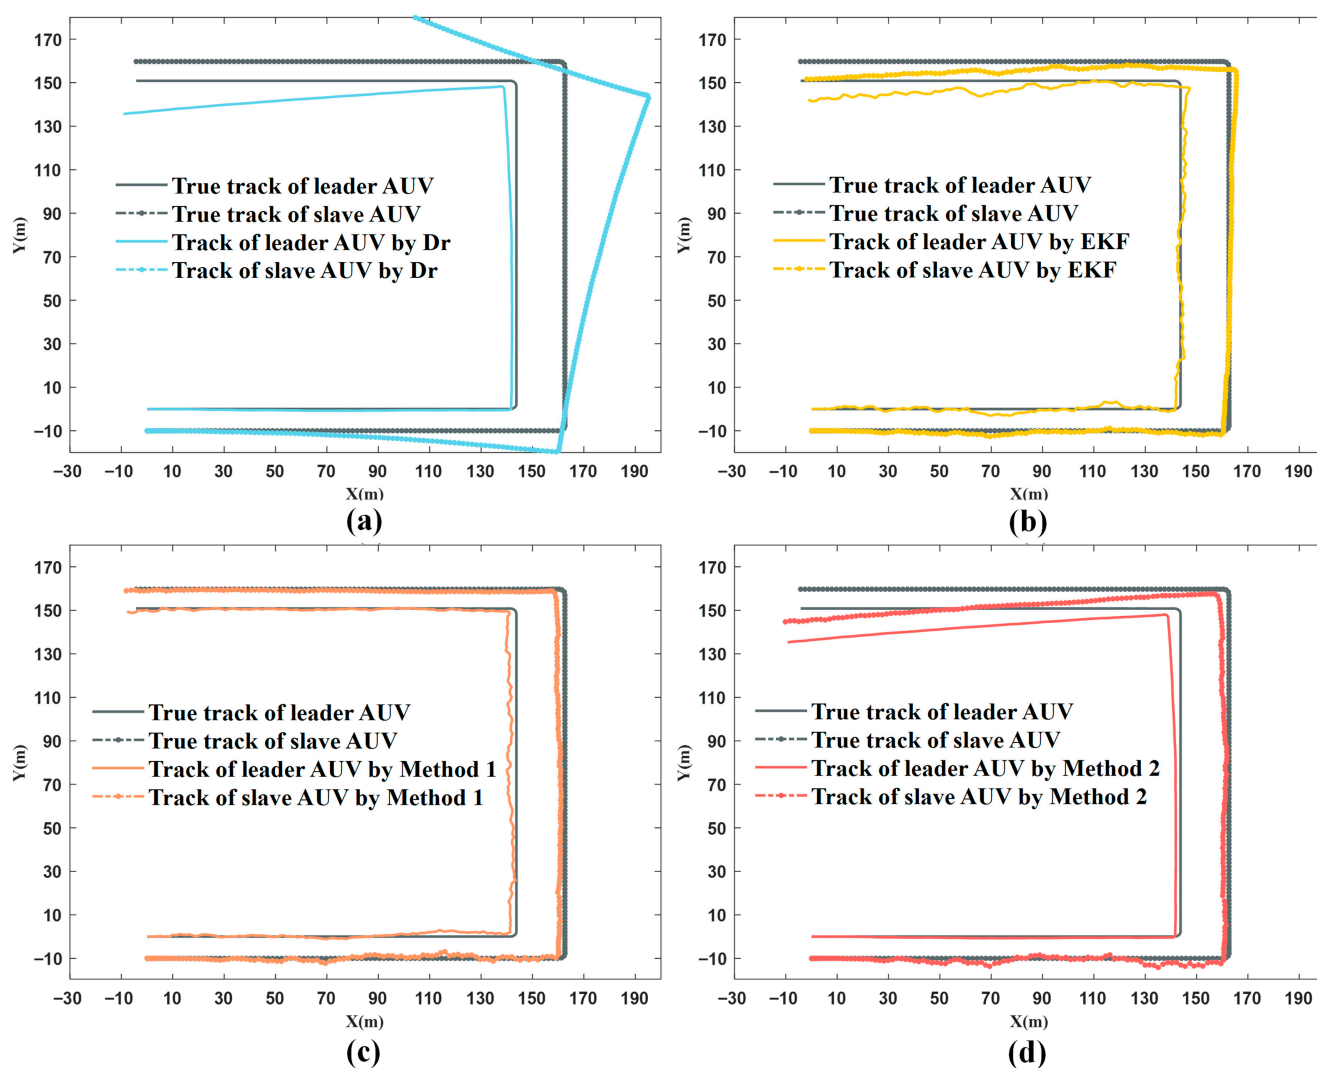 170
150
130
110
90
70
50
30
10
−10
Y(m)
True track of leader AUV
True track of slave AUV
Track of leader AUV by Dr
Track of slave AUV by Dr
−30 −10 10 30 50 70 90 110 130 150 170 190
X(m)
(a)
170
150
130
110
90
70
50
30
10
−10
Y(m)
True track of leader AUV
True track of slave AUV
Track of leader AUV by EKF
Track of slave AUV by EKF
−30 −10 10 30 50 70 90 110 130 150 170 190
X(m)
(b)
170
150
130
110
90
70
50
30
10
−10
Y(m)
True track of leader AUV
True track of slave AUV
Track of leader AUV by Method 1
Track of slave AUV by Method 1
−30 −10 10 30 50 70 90 110 130 150 170 190
X(m)
(c)
170
150
130
110
90
70
50
30
10
−10
Y(m)
True track of leader AUV
True track of slave AUV
Track of leader AUV by Method 2
Track of slave AUV by Method 2
−30 −10 10 30 50 70 90 110 130 150 170 190
X(m)
(d)